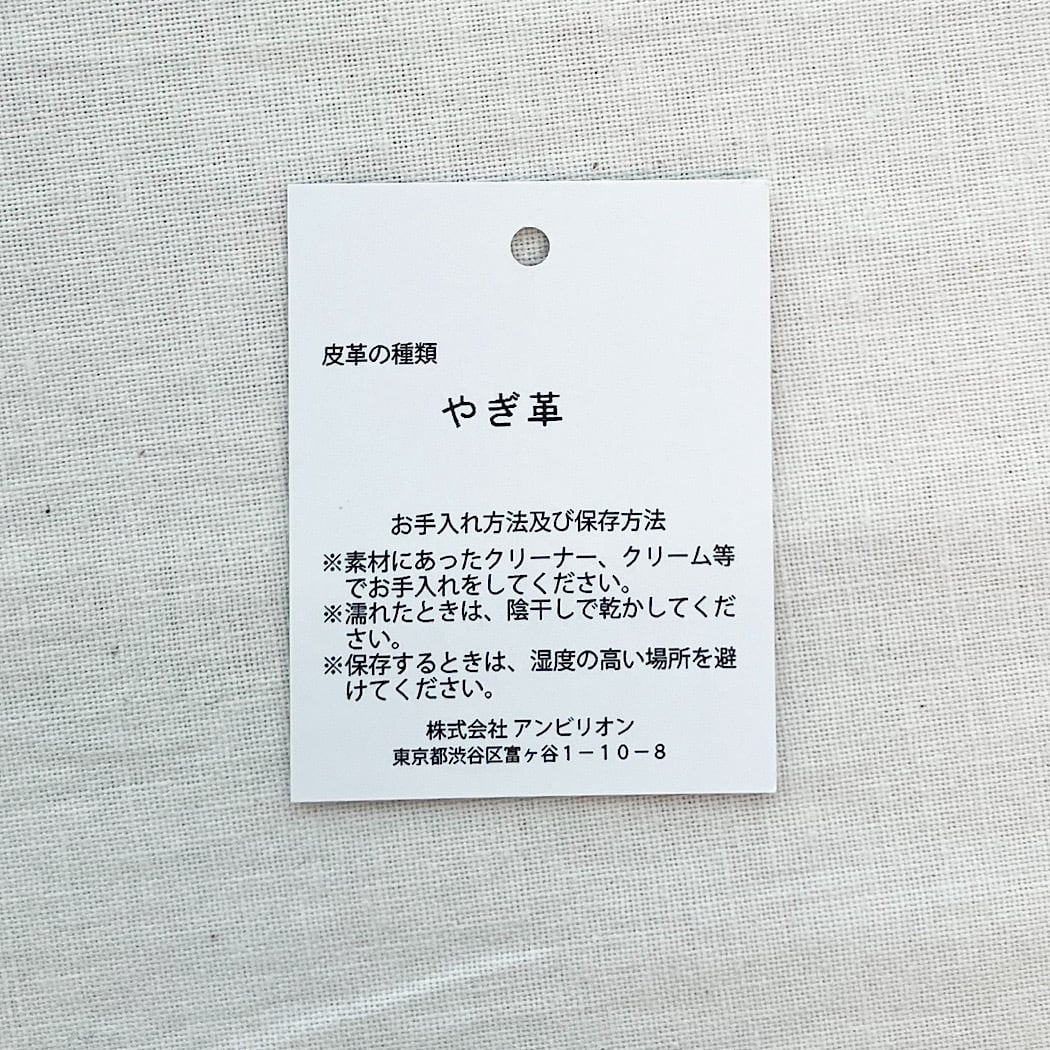 皮革の種類
やぎ革
お手入れ方法及び保存方法
※素材にあったクリーナー、クリーム等
でお手入れをしてください。
※濡れたときは、陰干しで乾かしてくだ
さい。
※保存するときは、湿度の高い場所を避
けてください。
株式会社 アンビリオン
東京都渋谷区富ヶ谷１－１０－８